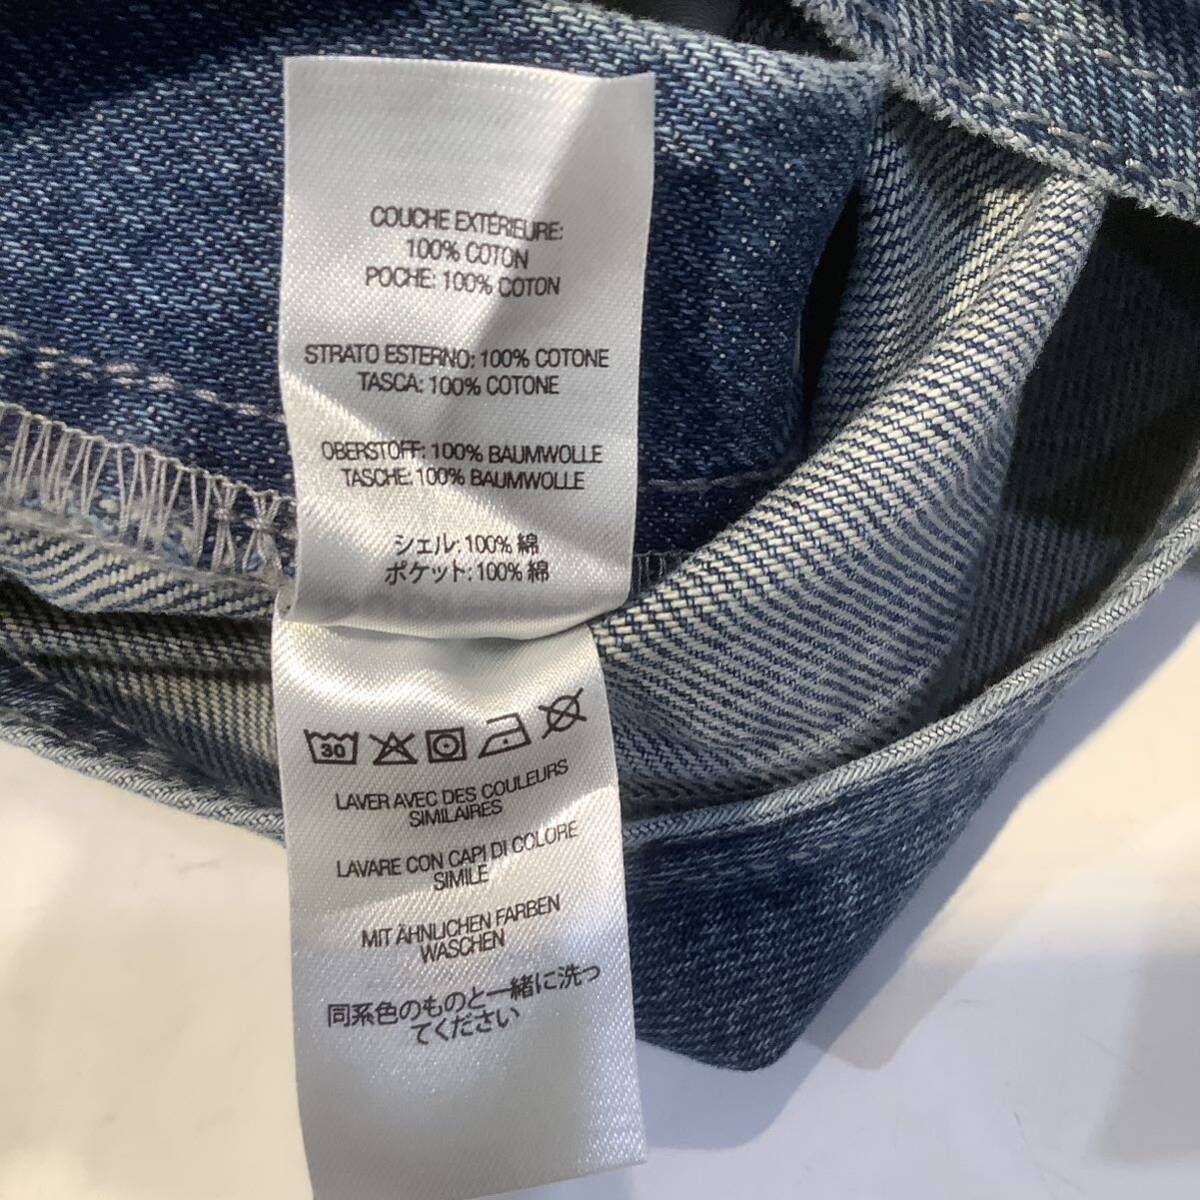 COUCHE EXTÉRIEURE:
100% COTON
POCHE: 100% COTON
STRATO ESTERNO: 100% COTONE
TASCA: 100% COTONE
OBERSTOFF: 100% BAUMWOLLE
TASCHE: 100% BAUMWOLLE
シェル: 100% 綿
ポケット: 100% 綿
30
LAVER AVEC DES COULEURS
SIMILAIRES
LAVARE CON CAPI DI COLORE
SIMILE
MIT ÄHNLICHEN FARBEN
WASCHEN
同系色のものと一緒に洗っ
てください